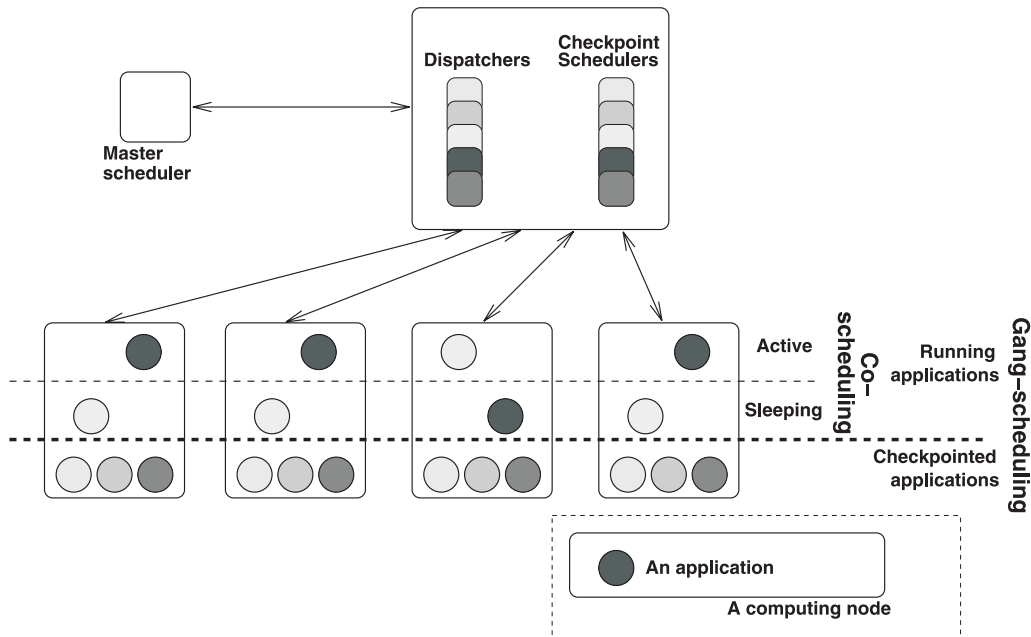 Dispatchers
Checkpoint
Schedulers
Master
scheduler
Active
Sleeping
Co–
scheduling
Running
applications
Checkpointed
applications
Gang–scheduling
An application
A computing node